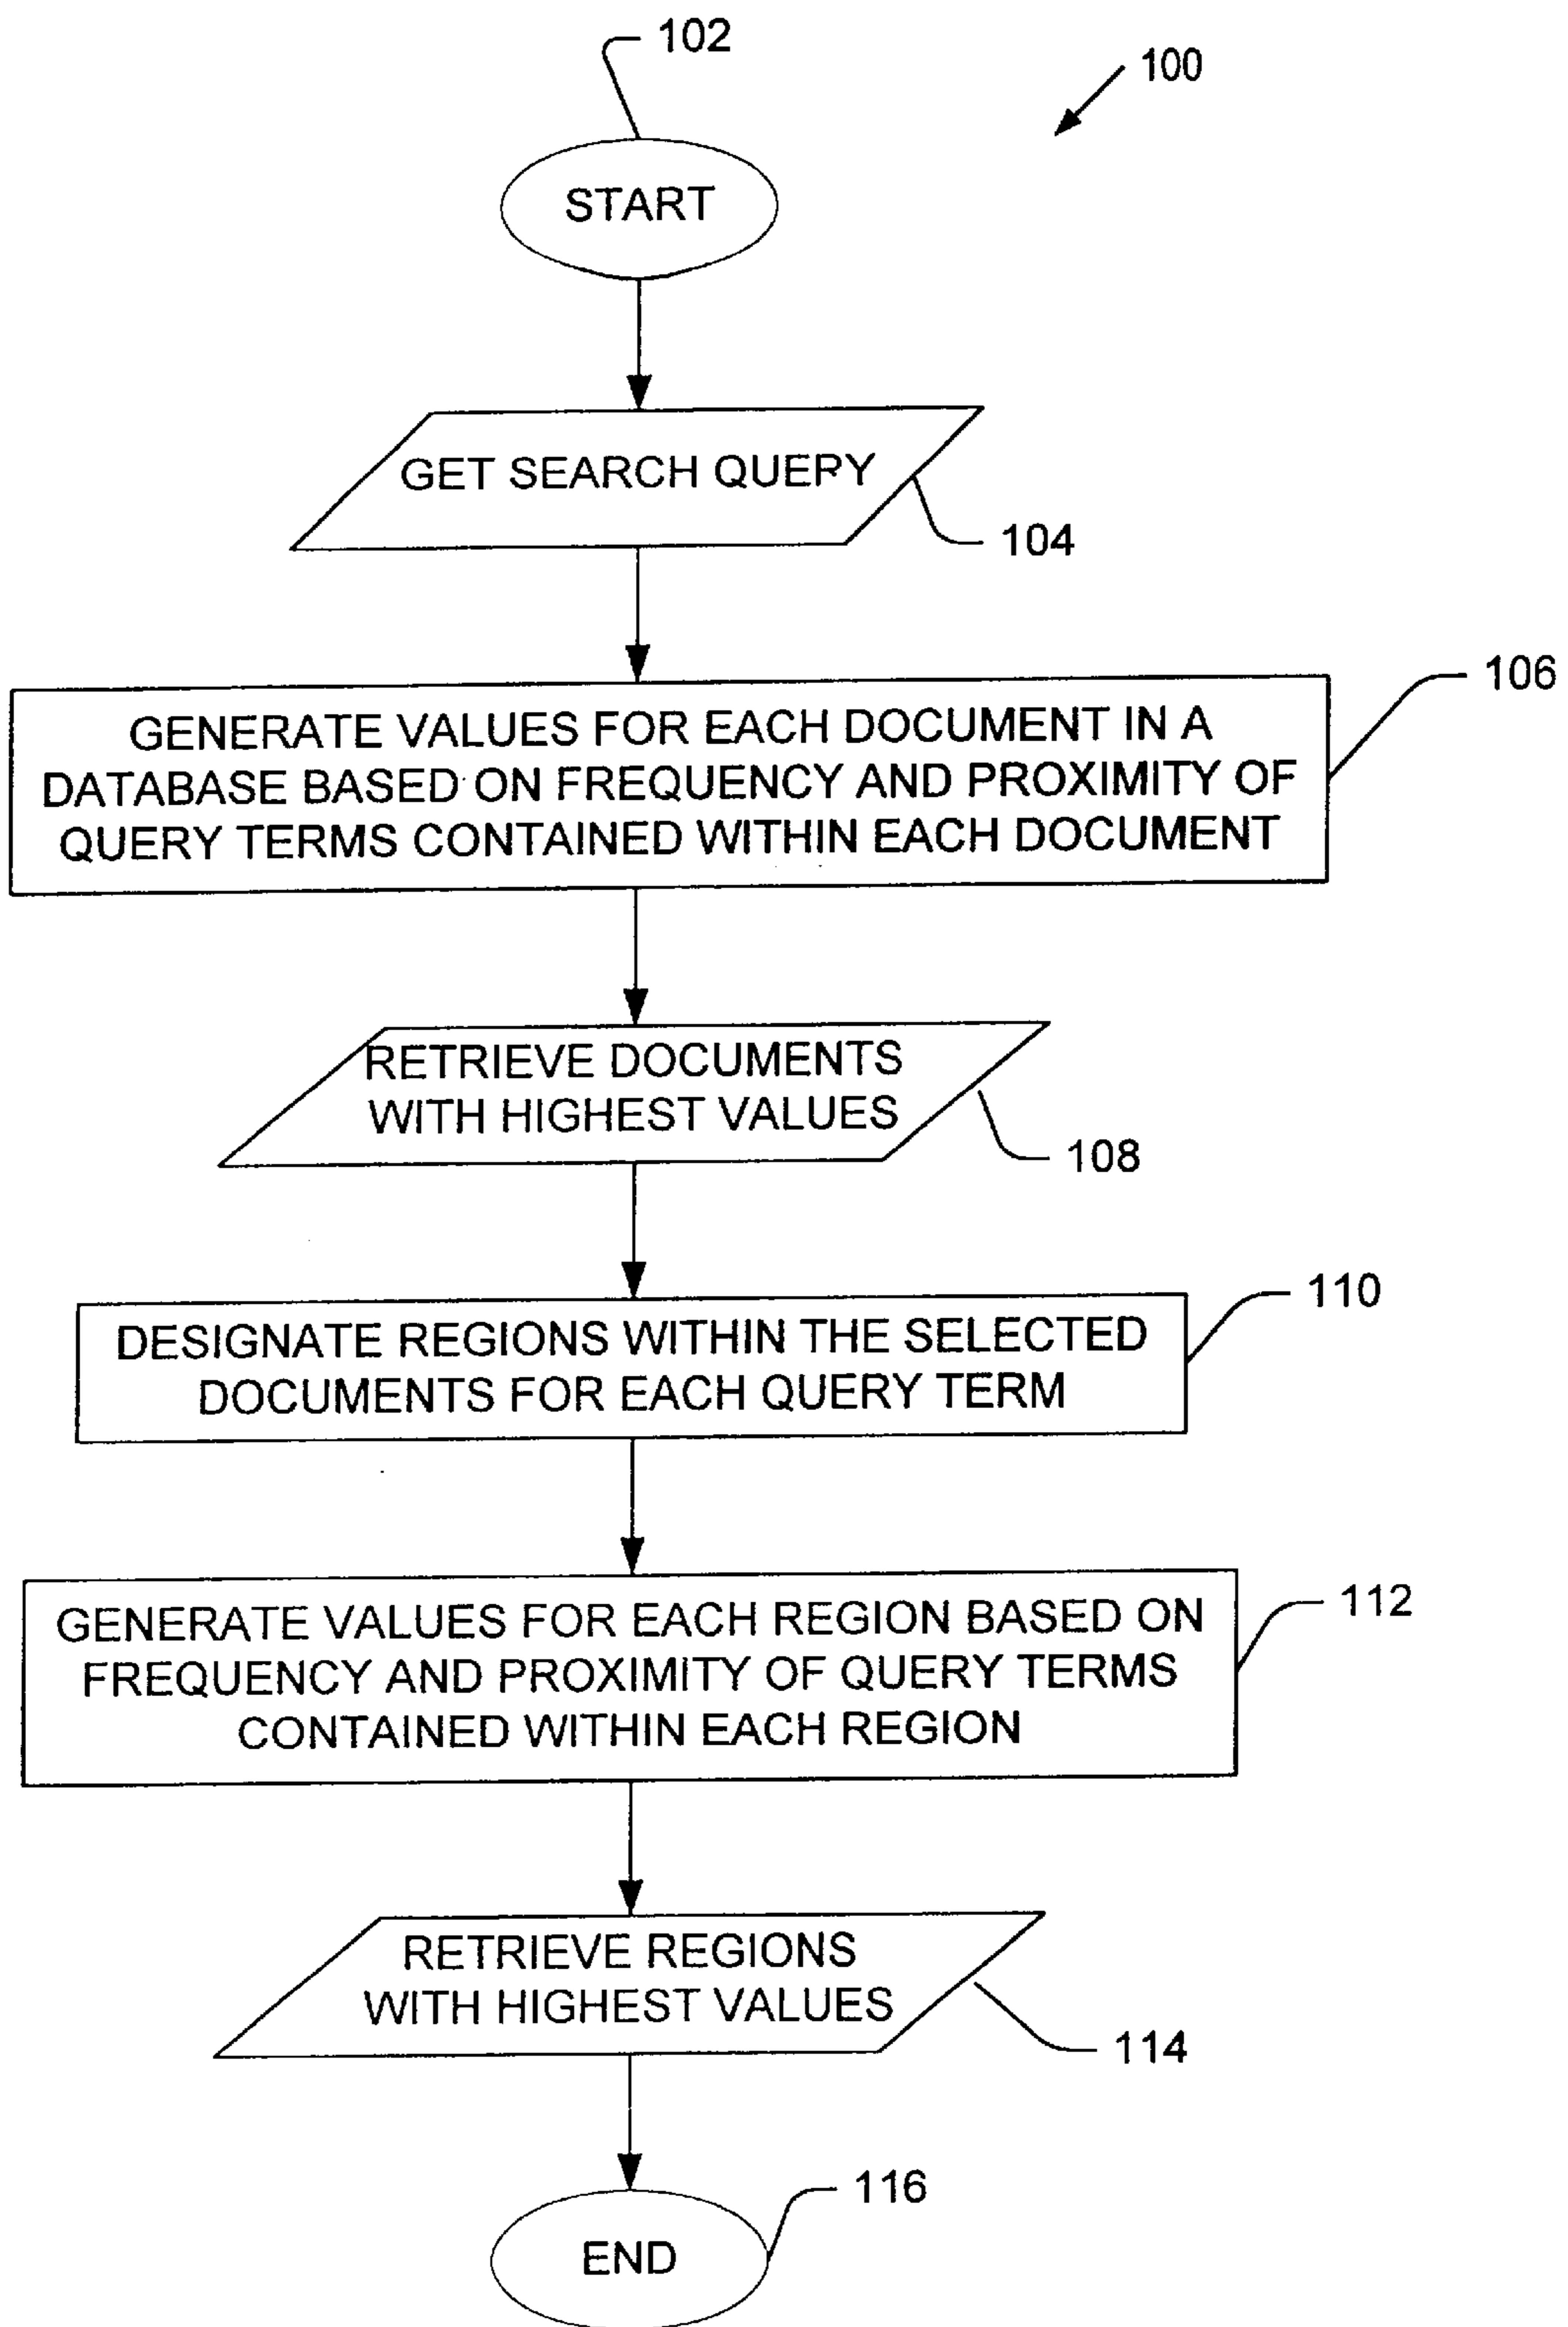 102
100
START
GET SEARCH QUERY
104
106
GENERATE VALUES FOR EACH DOCUMENT IN A
DATABASE BASED ON FREQUENCY AND PROXIMITY OF
QUERY TERMS CONTAINED WITHIN EACH DOCUMENT
RETRIEVE DOCUMENTS
WITH HIGHEST VALUES
108
110
DESIGNATE REGIONS WITHIN THE SELECTED
DOCUMENTS FOR EACH QUERY TERM
112
GENERATE VALUES FOR EACH REGION BASED ON
FREQUENCY AND PROXIMITY OF QUERY TERMS
CONTAINED WITHIN EACH REGION
RETRIEVE REGIONS
WITH HIGHEST VALUES
114
116
END